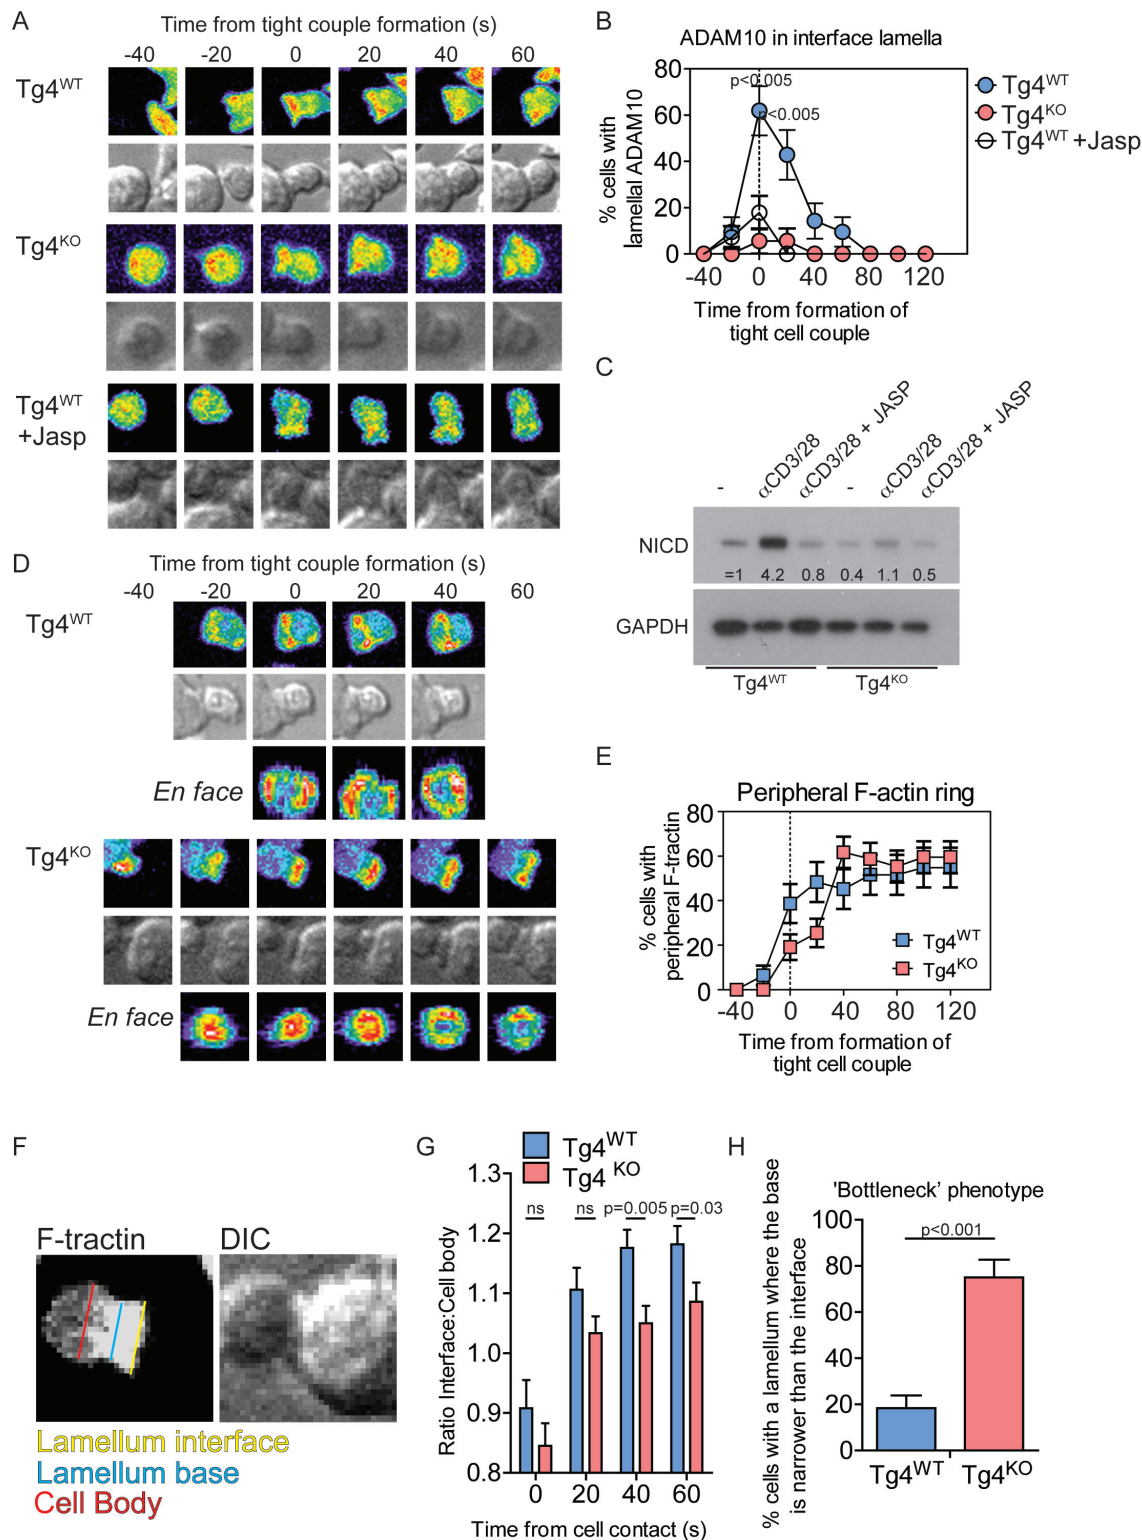 A
Time from tight couple formation (s)
-40 -20 0 20 40 60
Tg4WT
Tg4KO
Tg4WT
+Jasp
B
ADAM10 in interface lamella
% cells with
lamellal ADAM10
80
60
40
20
0
p<0.005
<0.005
-40 0 40 80 120
Time from formation of
tight cell couple
Tg4WT
Tg4KO
Tg4WT +Jasp
C
- αCD3/28 αCD3/28 + JASP - αCD3/28 αCD3/28 + JASP
NICD
=1 4.2 0.8 0.4 1.1 0.5
GAPDH
Tg4WT Tg4KO
D
Time from tight couple formation (s)
-40 -20 0 20 40 60
Tg4WT
En face
Tg4KO
En face
E
Peripheral F-actin ring
% cells with
peripheral F-tractin
80
60
40
20
0
Tg4WT
Tg4KO
-40 0 40 80 120
Time from formation of
tight cell couple
F
F-tractin DIC
Lamellum interface
Lamellum base
Cell Body
G
Tg4WT
Tg4 KO
Ratio Interface:Cell body
1.3
1.2
1.1
1.0
0.9
0.8
ns ns p=0.005 p=0.03
0 20 40 60
Time from cell contact (s)
H
'Bottleneck' phenotype
% cells with a lamellum where the base
is narrower than the interface
100
80
60
40
20
0
p<0.001
Tg4WT Tg4KO